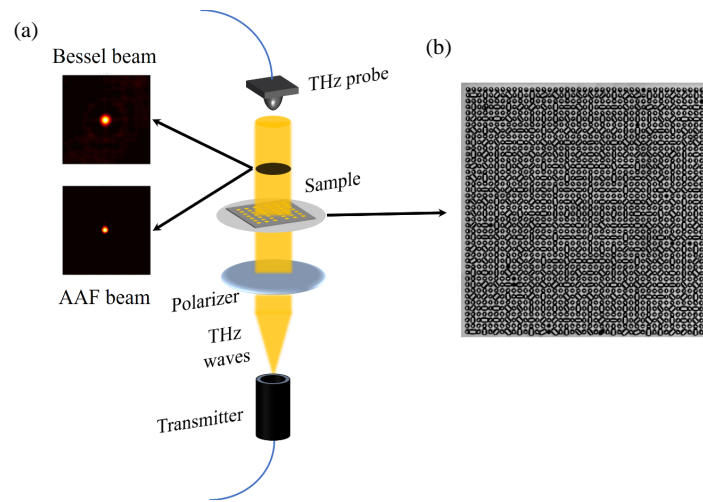 (a)
(b)
Bessel beam
THz probe
Sample
AAF beam
Polarizer
THz
waves
Transmitter